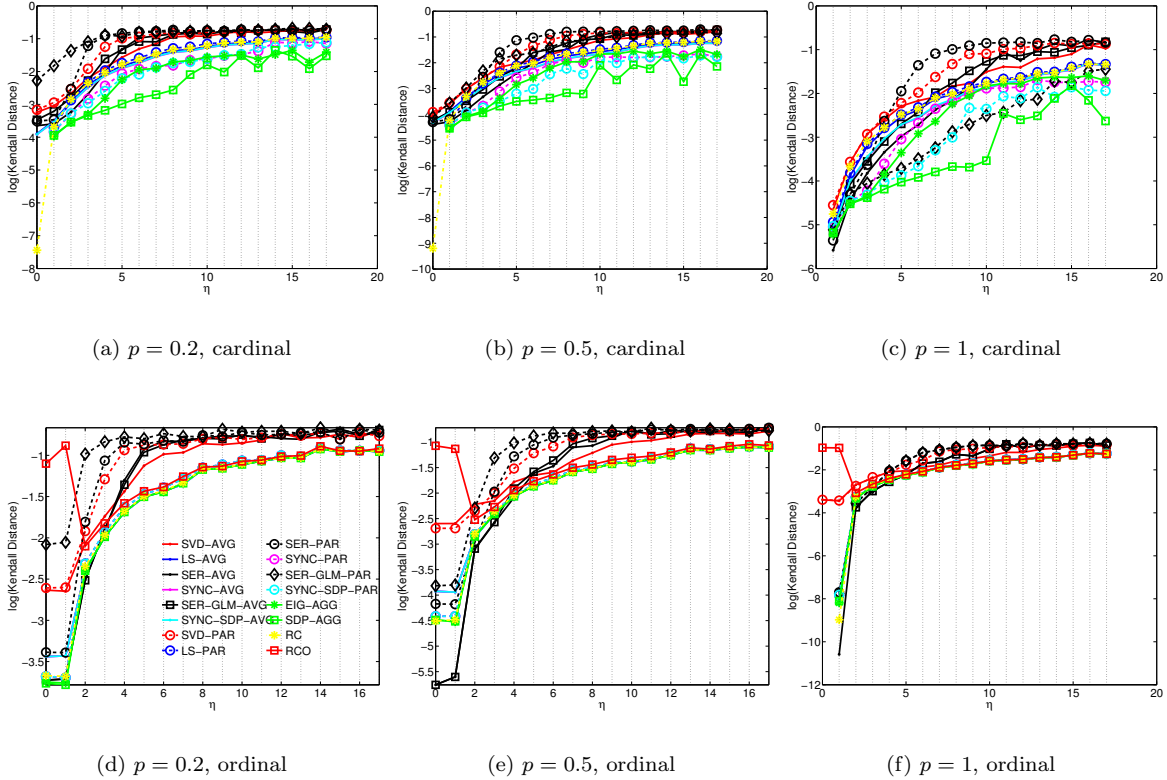 log(Kendall Distance)
0
−1
−2
−3
−4
−5
−6
−7
−8
0 5 10 15 20
η
(a) p = 0.2, cardinal
log(Kendall Distance)
0
−1
−2
−3
−4
−5
−6
−7
−8
−9
−10
0 5 10 15 20
η
(b) p = 0.5, cardinal
log(Kendall Distance)
0
−1
−2
−3
−4
−5
−6
0 5 10 15 20
η
(c) p = 1, cardinal
log(Kendall Distance)
−1
−1.5
−2
−2.5
−3
−3.5
SVD−AVG
LS−AVG
SER−AVG
SYNC−AVG
SER−GLM−AVG
SYNC−SDP−AVG
SVD−PAR
LS−PAR
SER−PAR
SYNC−PAR
SER−GLM−PAR
SYNC−SDP−PAR
EIG−AGG
SDP−AGG
RC
RCO
0 2 4 6 8 10 12 14 16
η
(d) p = 0.2, ordinal
log(Kendall Distance)
−1
−1.5
−2
−2.5
−3
−3.5
−4
−4.5
−5
−5.5
0 2 4 6 8 10 12 14 16
η
(e) p = 0.5, ordinal
log(Kendall Distance)
0
−2
−4
−6
−8
−10
−12
0 5 10 15 20
η
(f) p = 1, ordinal